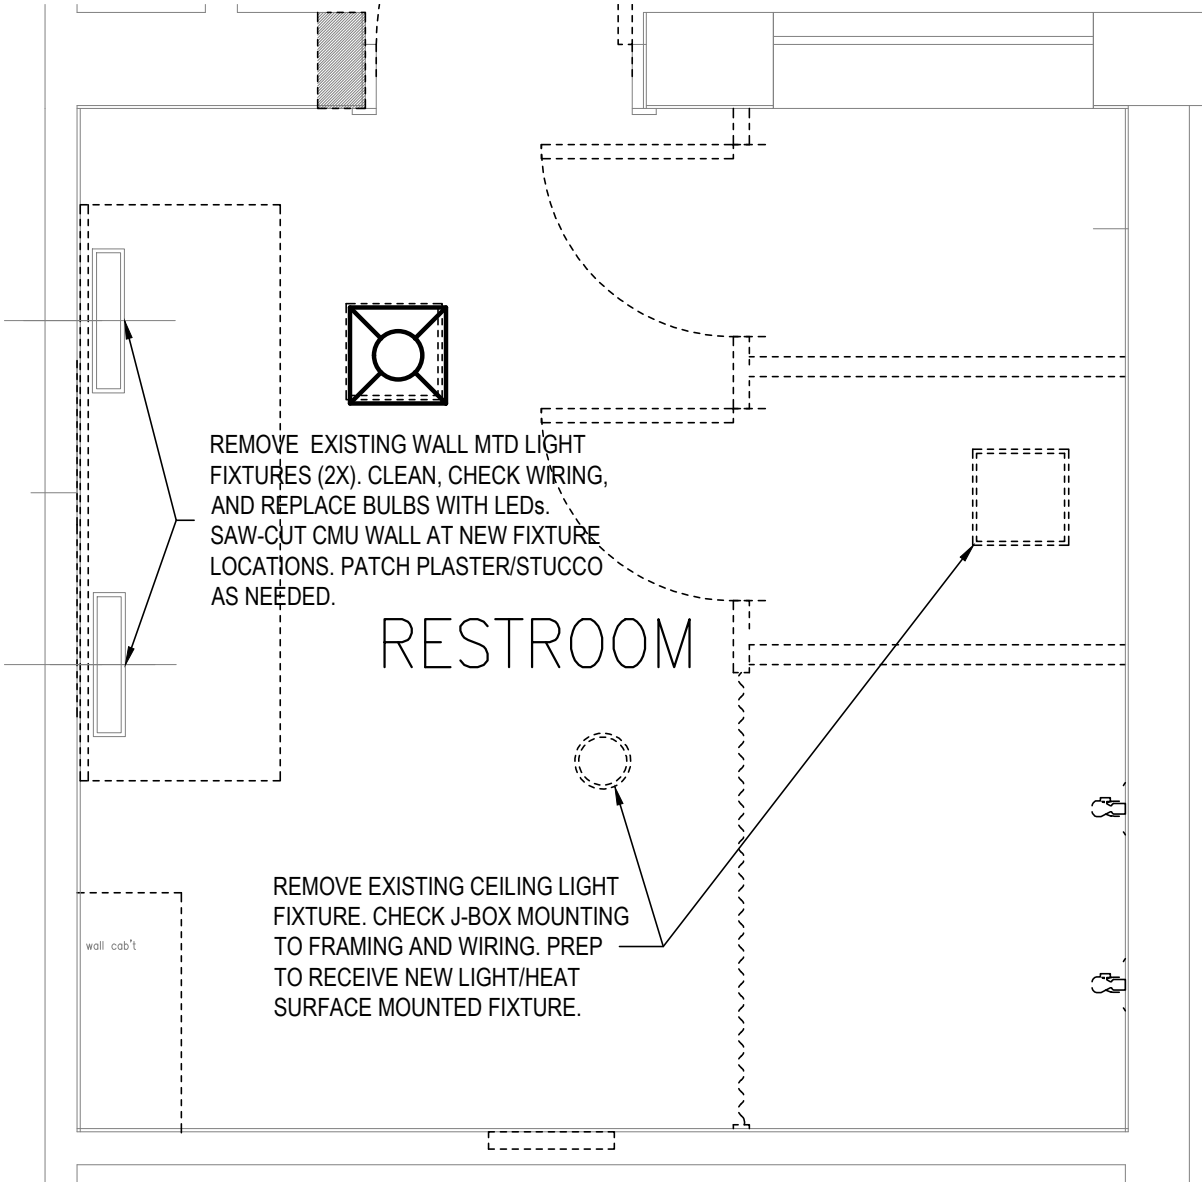 REMOVE  EXISTING WALL MTD LIGHT
FIXTURES (2X). CLEAN, CHECK WIRING,
AND REPLACE BULBS WITH LEDs.
SAW-CUT CMU WALL AT NEW FIXTURE
LOCATIONS. PATCH PLASTER/STUCCO
AS NEEDED.
RESTROOM
REMOVE EXISTING CEILING LIGHT
FIXTURE. CHECK J-BOX MOUNTING
TO FRAMING AND WIRING. PREP
TO RECEIVE NEW LIGHT/HEAT
SURFACE MOUNTED FIXTURE.
wall cab't